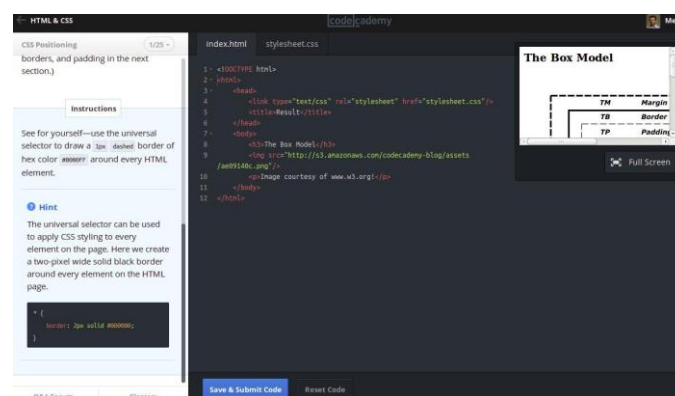 HTML & CSS
codecademy
Me
CSS Positioning
1/25
borders, and padding in the next
section.)
Instructions
See for yourself—use the universal
selector to draw a 1px dashed border of
hex color #0000FF around every HTML
element.
Hint
The universal selector can be used
to apply CSS styling to every
element on the page. Here we create
a two-pixel wide solid black border
around every element on the HTML
page.
* {
border: 2px solid #000000;
}
Q&A Forum
Glossary
index.html
stylesheet.css
1 <!DOCTYPE html>
2 <html>
3 <head>
4 <link type="text/css" rel="stylesheet" href="stylesheet.css"/>
5 <title>Result</title>
6 </head>
7 <body>
8 <h3>The Box Model</h3>
9 <img src="http://s3.amazonaws.com/codecademy-blog/assets
/ae09140c.png"/>
10 <p>Image courtesy of www.w3.org!</p>
11 </body>
12 </html>
Save & Submit Code
Reset Code
The Box Model
TM Margin
TB Border
TP Padding
Full Screen